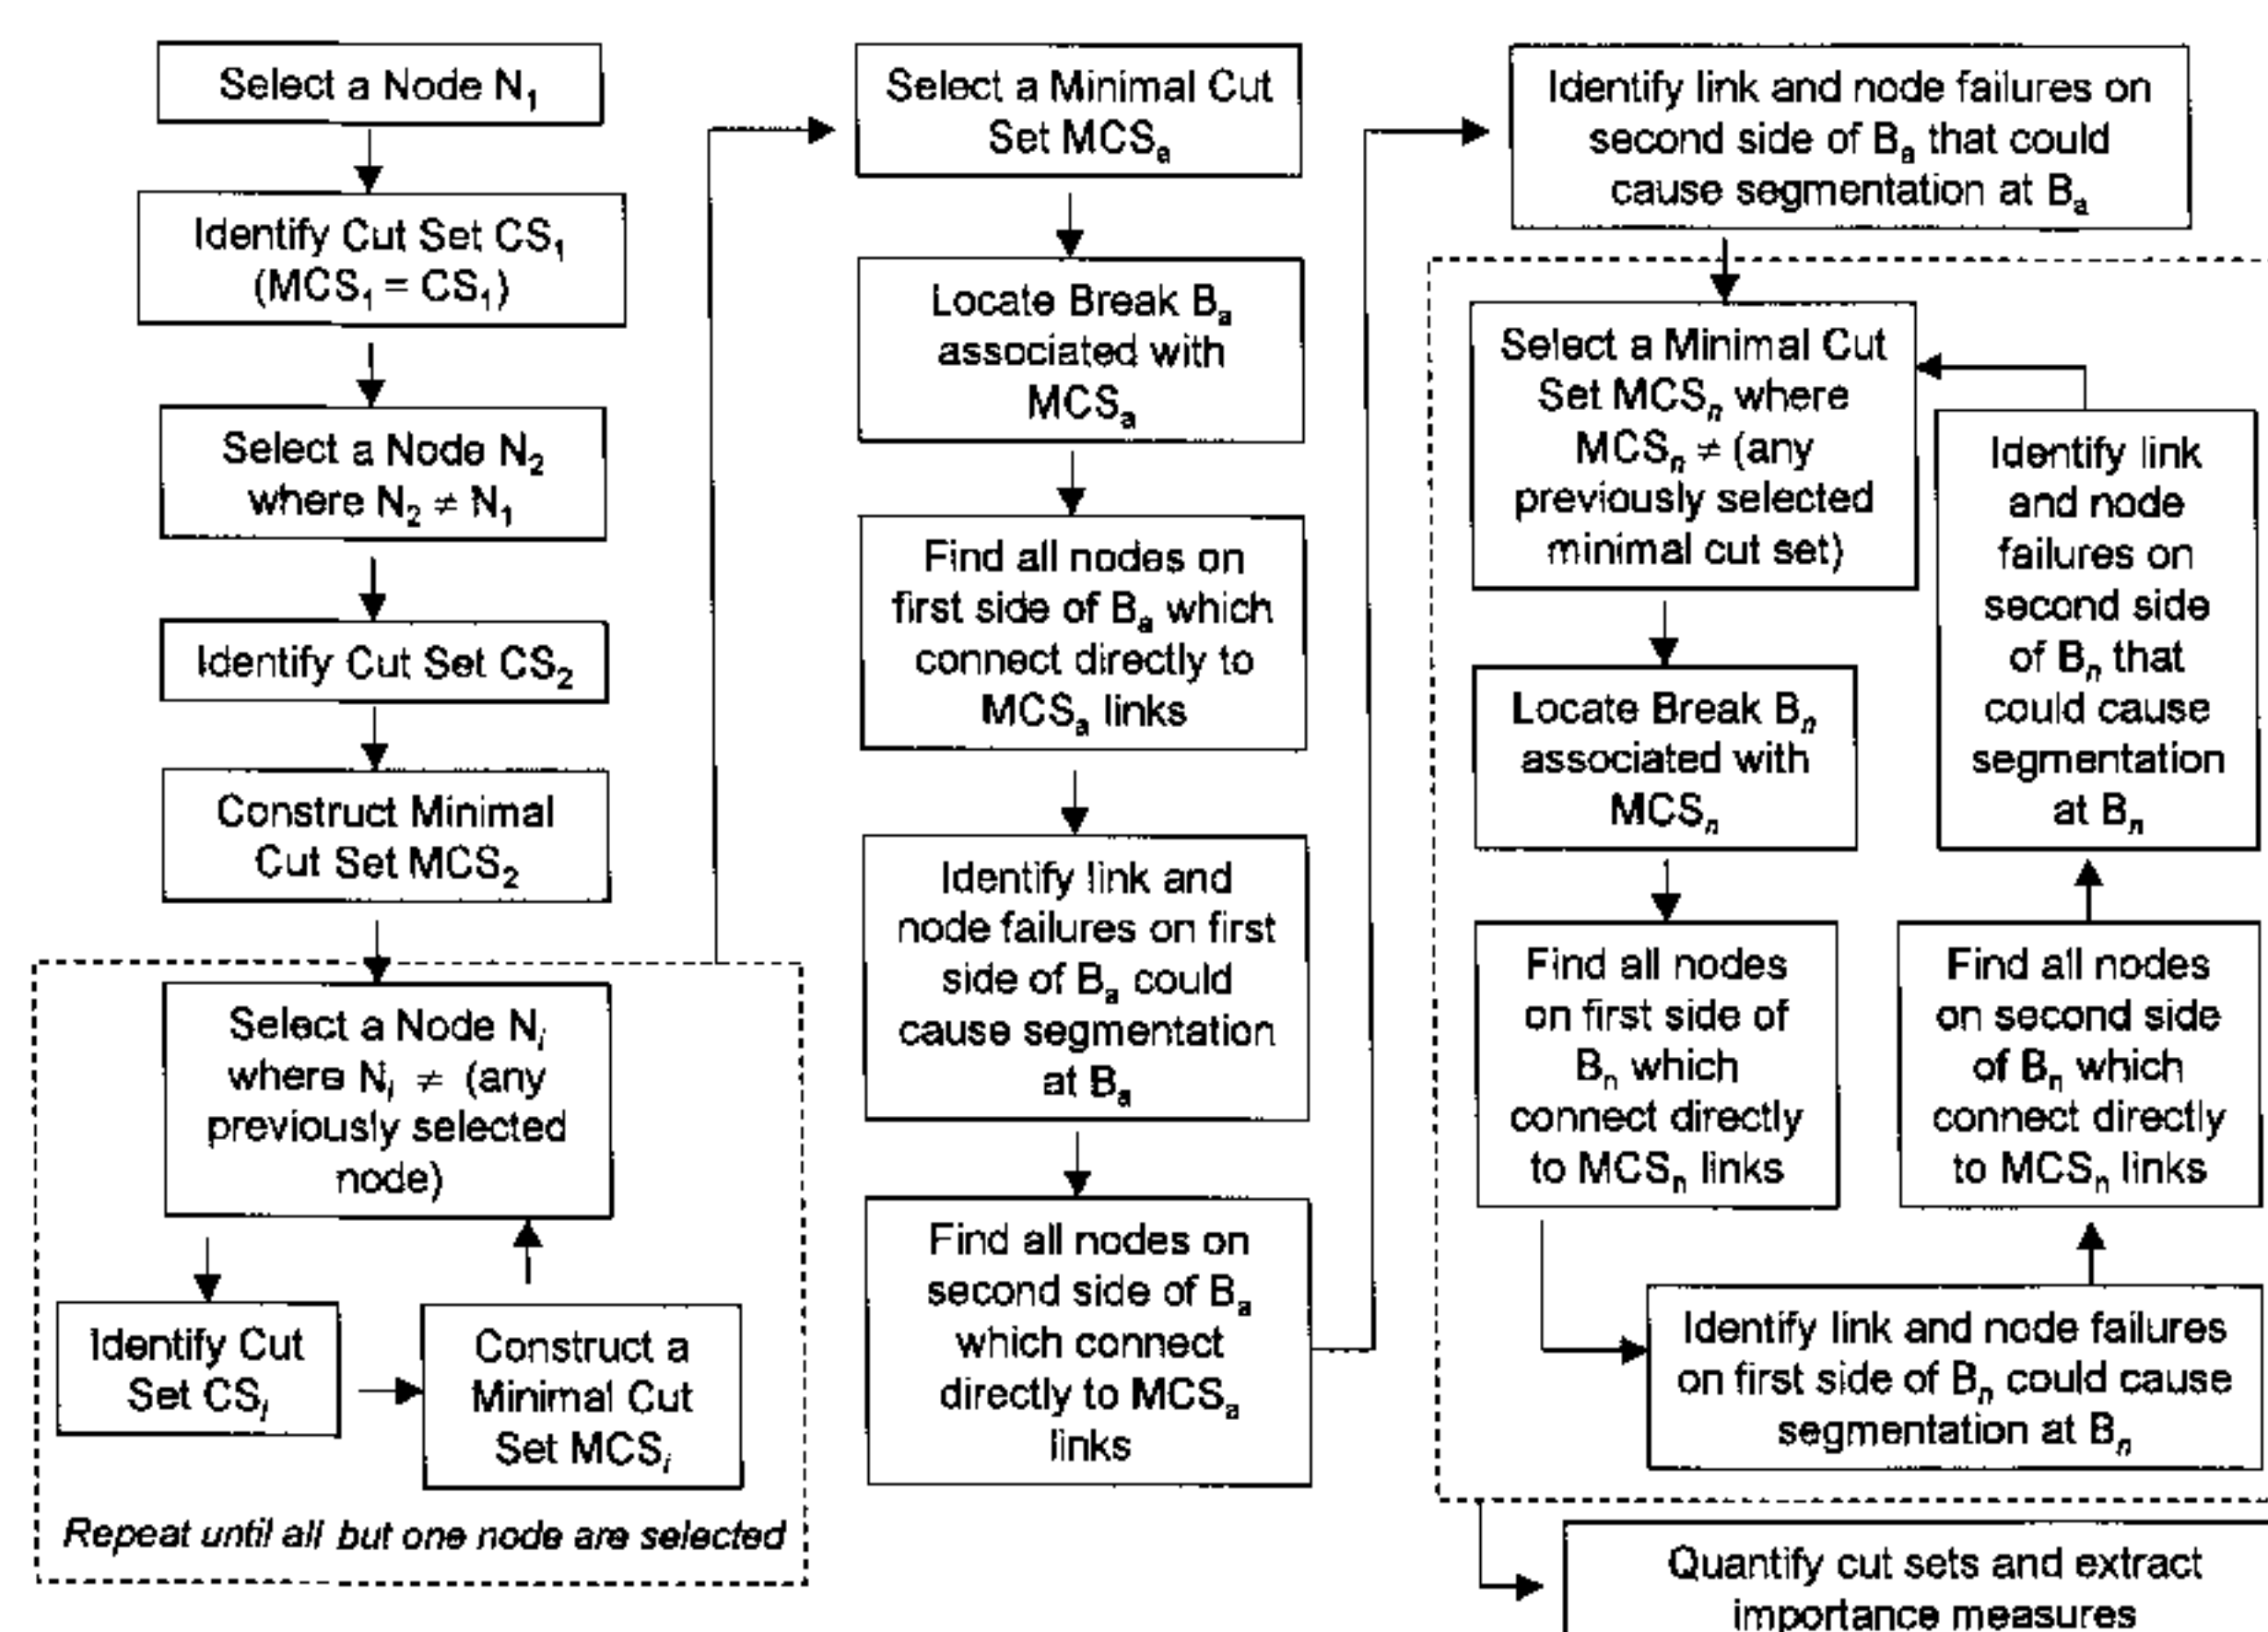 Select a Node N₁
Identify Cut Set CS₁
(MCS₁ = CS₁)
Select a Node N₂
where N₂ ≠ N₁
Identify Cut Set CS₂
Construct Minimal
Cut Set MCS₂
Select a Node Nᵢ
where Nᵢ ≠ (any
previously selected
node)
Identify Cut
Set CSᵢ
Construct a
Minimal Cut
Set MCSᵢ
Repeat until all but one node are selected
Select a Minimal Cut
Set MCSₐ
Locate Break Bₐ
associated with
MCSₐ
Find all nodes on
first side of Bₐ which
connect directly to
MCSₐ links
Identify link and
node failures on first
side of Bₐ could
cause segmentation
at Bₐ
Find all nodes on
second side of Bₐ
which connect
directly to MCSₐ
links
Identify link and node failures on
second side of Bₐ that could
cause segmentation at Bₐ
Select a Minimal Cut
Set MCSₙ where
MCSₙ ≠ (any
previously selected
minimal cut set)
Locate Break Bₙ
associated with
MCSₙ
Find all nodes
on first side of
Bₙ which
connect directly
to MCSₙ links
Identify link and node failures
on first side of Bₙ could cause
segmentation at Bₙ
Find all nodes
on second side
of Bₙ which
connect directly
to MCSₙ links
Identify link
and node
failures on
second side
of Bₙ that
could cause
segmentation
at Bₙ
Quantify cut sets and extract
importance measures